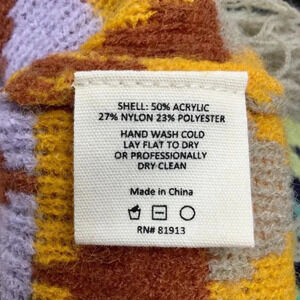 SHELL: 50% ACRYLIC
27% NYLON 23% POLYESTER
HAND WASH COLD
LAY FLAT TO DRY
OR PROFESSIONALLY
DRY CLEAN
Made in China
RN# 81913